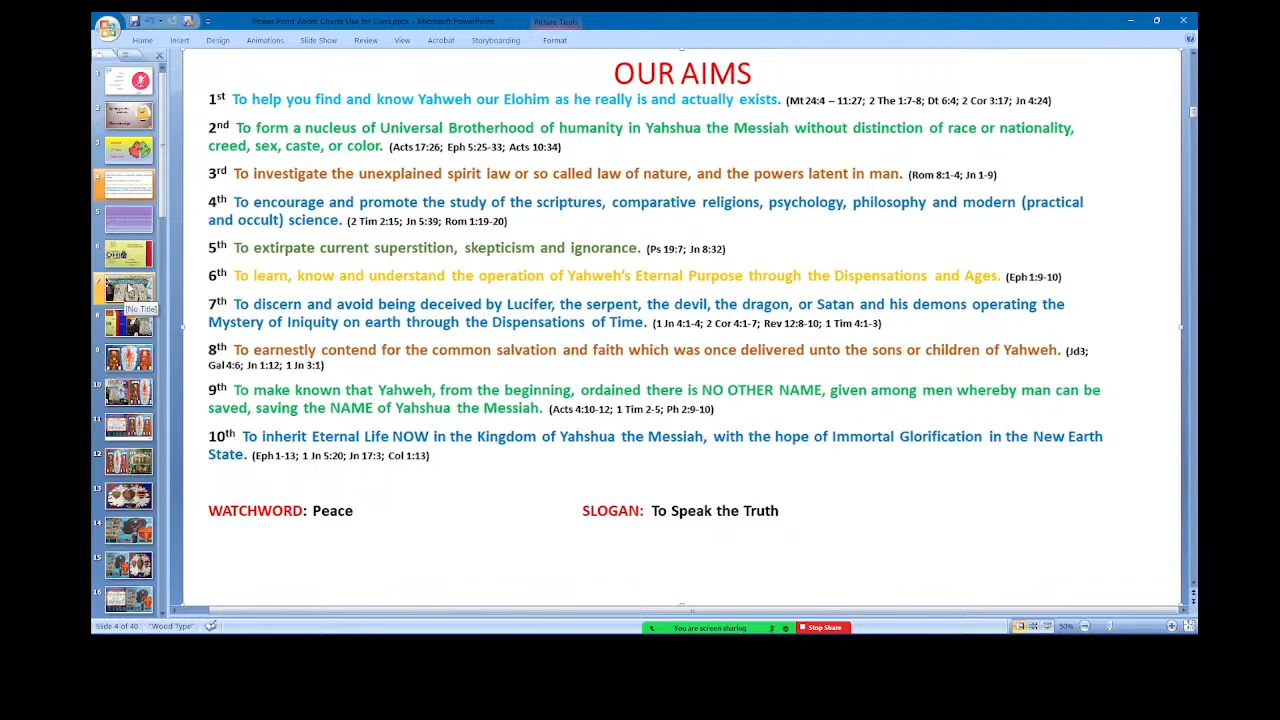 Power Point Zoom Charts Use for Class.pptx - Microsoft PowerPoint
Picture Tools
Home Insert Design Animations Slide Show Review View Acrobat Storyboarding Format
OUR AIMS
1st To help you find and know Yahweh our Elohim as he really is and actually exists. (Mt 24:4 – 11:27; 2 The 1:7-8; Dt 6:4; 2 Cor 3:17; Jn 4:24)
2nd To form a nucleus of Universal Brotherhood of humanity in Yahshua the Messiah without distinction of race or nationality,
creed, sex, caste, or color. (Acts 17:26; Eph 5:25-33; Acts 10:34)
3rd To investigate the unexplained spirit law or so called law of nature, and the powers latent in man. (Rom 8:1-4; Jn 1-9)
4th To encourage and promote the study of the scriptures, comparative religions, psychology, philosophy and modern (practical
and occult) science. (2 Tim 2:15; Jn 5:39; Rom 1:19-20)
5th To extirpate current superstition, skepticism and ignorance. (Ps 19:7; Jn 8:32)
6th To learn, know and understand the operation of Yahweh's Eternal Purpose through the Dispensations and Ages. (Eph 1:9-10)
7th To discern and avoid being deceived by Lucifer, the serpent, the devil, the dragon, or Satan and his demons operating the
Mystery of Iniquity on earth through the Dispensations of Time. (1 Jn 4:1-4; 2 Cor 4:1-7; Rev 12:8-10; 1 Tim 4:1-3)
8th To earnestly contend for the common salvation and faith which was once delivered unto the sons or children of Yahweh. (Jd3;
Gal 4:6; Jn 1:12; 1 Jn 3:1)
9th To make known that Yahweh, from the beginning, ordained there is NO OTHER NAME, given among men whereby man can be
saved, saving the NAME of Yahshua the Messiah. (Acts 4:10-12; 1 Tim 2-5; Ph 2:9-10)
10th To inherit Eternal Life NOW in the Kingdom of Yahshua the Messiah, with the hope of Immortal Glorification in the New Earth
State. (Eph 1-13; 1 Jn 5:20; Jn 17:3; Col 1:13)
WATCHWORD: Peace
SLOGAN: To Speak the Truth
1
2
3
5
6
OHIO
[No Title]
8
9
10
11
12
13
14
15
16
Slide 4 of 40
"Wood Type"
You are screen sharing
Stop Share
50%